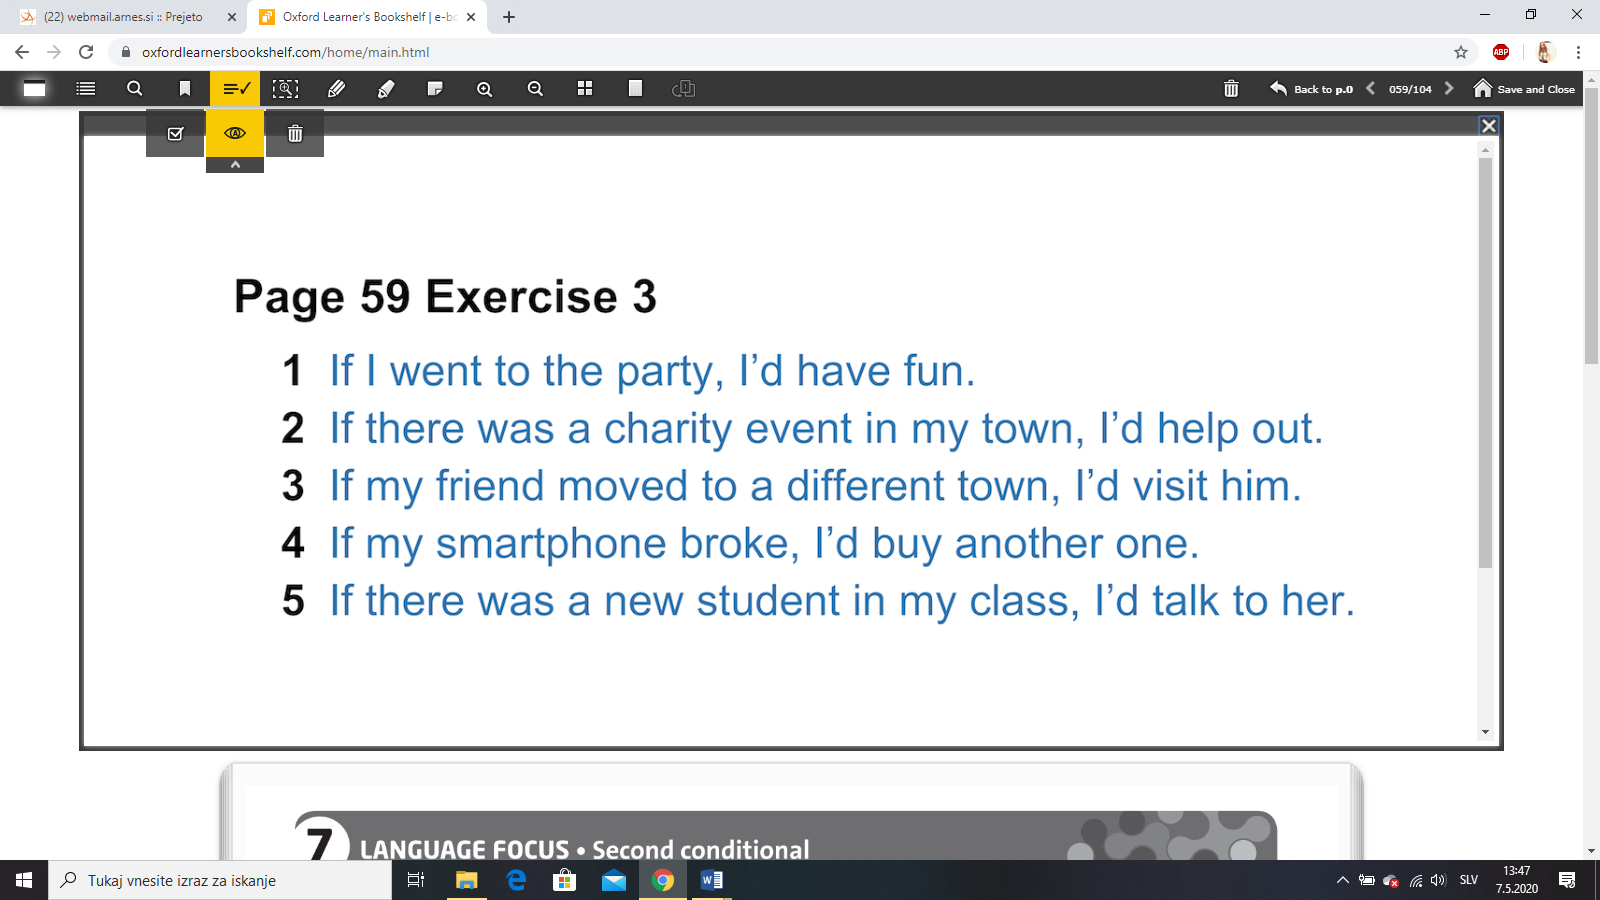 (22) webmail.arnes.si :: Prejeto
Oxford Learner's Bookshelf | e-bo
oxfordlearnersbookshelf.com/home/main.html
ABP
Back to p.0
059/104
Save and Close
Page 59 Exercise 3
1 If I went to the party, I’d have fun.
2 If there was a charity event in my town, I’d help out.
3 If my friend moved to a different town, I’d visit him.
4 If my smartphone broke, I’d buy another one.
5 If there was a new student in my class, I’d talk to her.
7 LANGUAGE FOCUS • Second conditional
Tukaj vnesite izraz za iskanje
SLV
13:47
7.5.2020